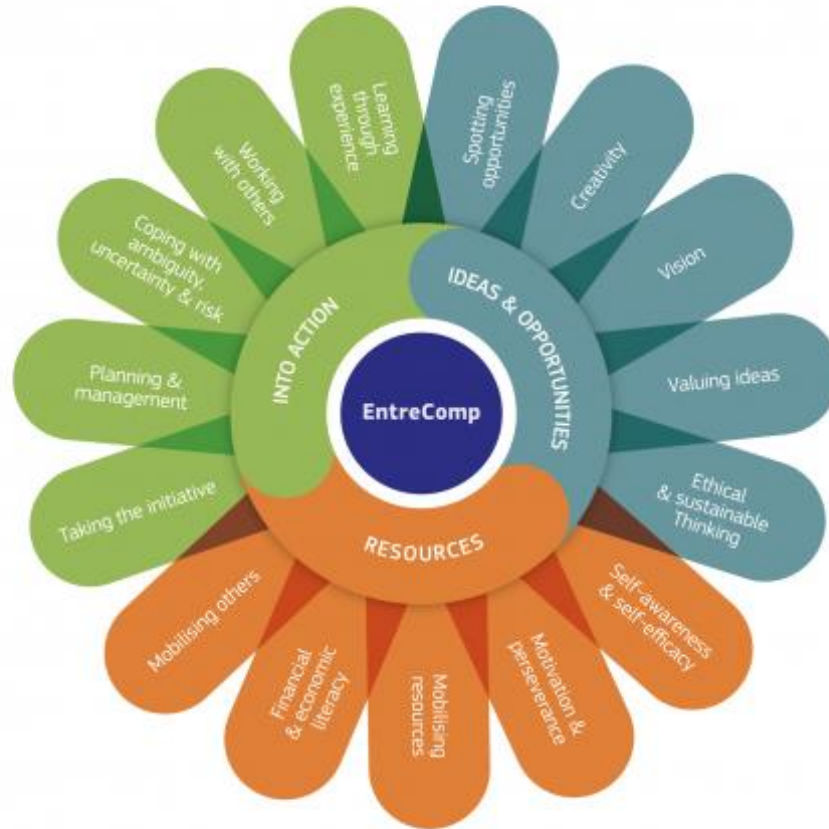 EntreComp
IDEAS & OPPORTUNITIES
Spotting
opportunities
Creativity
Vision
Valuing ideas
Ethical
& sustainable
Thinking
RESOURCES
Self-awareness
& self-efficacy
Motivation &
perseverance
Mobilising
resources
Financial
& economic
literacy
Mobilising others
INTO ACTION
Taking the initiative
Planning &
management
Coping with
ambiguity,
uncertainty & risk
Working
with others
Learning
through
experience